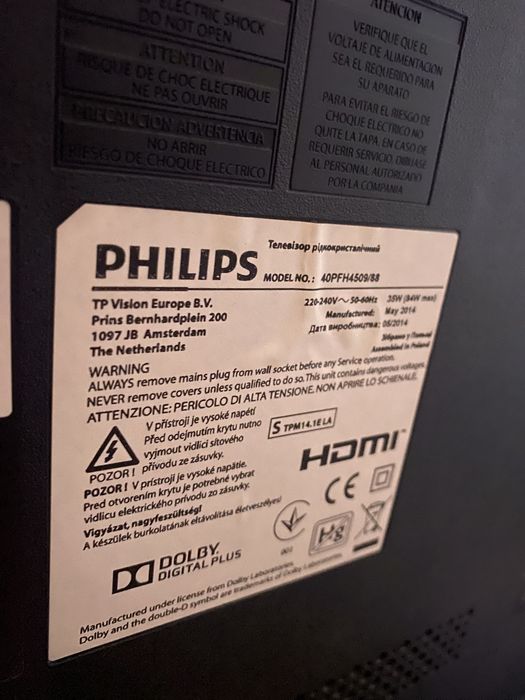 ELECTRIC SHOCK
DO NOT OPEN
ATTENTION
RISQUE DE CHOC ELECTRIQUE
NE PAS OUVRIR
PRECAUCION ADVERTENCIA
NO ABRIR
RIESGO DE CHOQUE ELECTRICO
ATENCION
VERIFIQUE QUE EL
VOLTAJE DE ALIMENTACION
SEA EL REQUERIDO PARA
SU APARATO
PARA EVITAR EL RIESGO DE
CHOQUE ELECTRICO NO
QUITE LA TAPA, EN CASO DE
REQUERIR SERVICIO, DIRIJASE
AL PERSONAL AUTORIZADO
POR LA COMPANIA
Телевізор рідкокристалічний
PHILIPS MODEL NO.: 40PFH4509/88
TP Vision Europe B.V. 220-240V~ 50-60Hz 35W (84W max)
Prins Bernhardplein 200 Manufactured: May 2014
1097 JB Amsterdam Дата виробництва: 05/2014
The Netherlands Зібрано у Польщі
Assembled in Poland
WARNING
ALWAYS remove mains plug from wall socket before any Service operation.
NEVER remove covers unless qualified to do so. This unit contains dangerous voltages.
ATTENZIONE: PERICOLO DI ALTA TENSIONE. NON APRIRE LO SCHIENALE.
V přístroji je vysoké napětí
Před odejmutím krytu nutno
vyjmout vidlici síťového
POZOR ! přívodu ze zásuvky.
S TPM14.1E LA
POZOR ! V prístroji je vysoké napätie.
Pred otvorením krytu je potrebné vybrat
vidlicu elektrického prívodu zo zásuvky.
Vigyázat, nagyfeszültség!
A készülek burkolatának eltávolítása életveszélyes!
HDMI
CE
001
Hg
DOLBY
DIGITAL PLUS
Manufactured under license from Dolby Laboratories.
Dolby and the double-D symbol are trademarks of Dolby Laboratories.